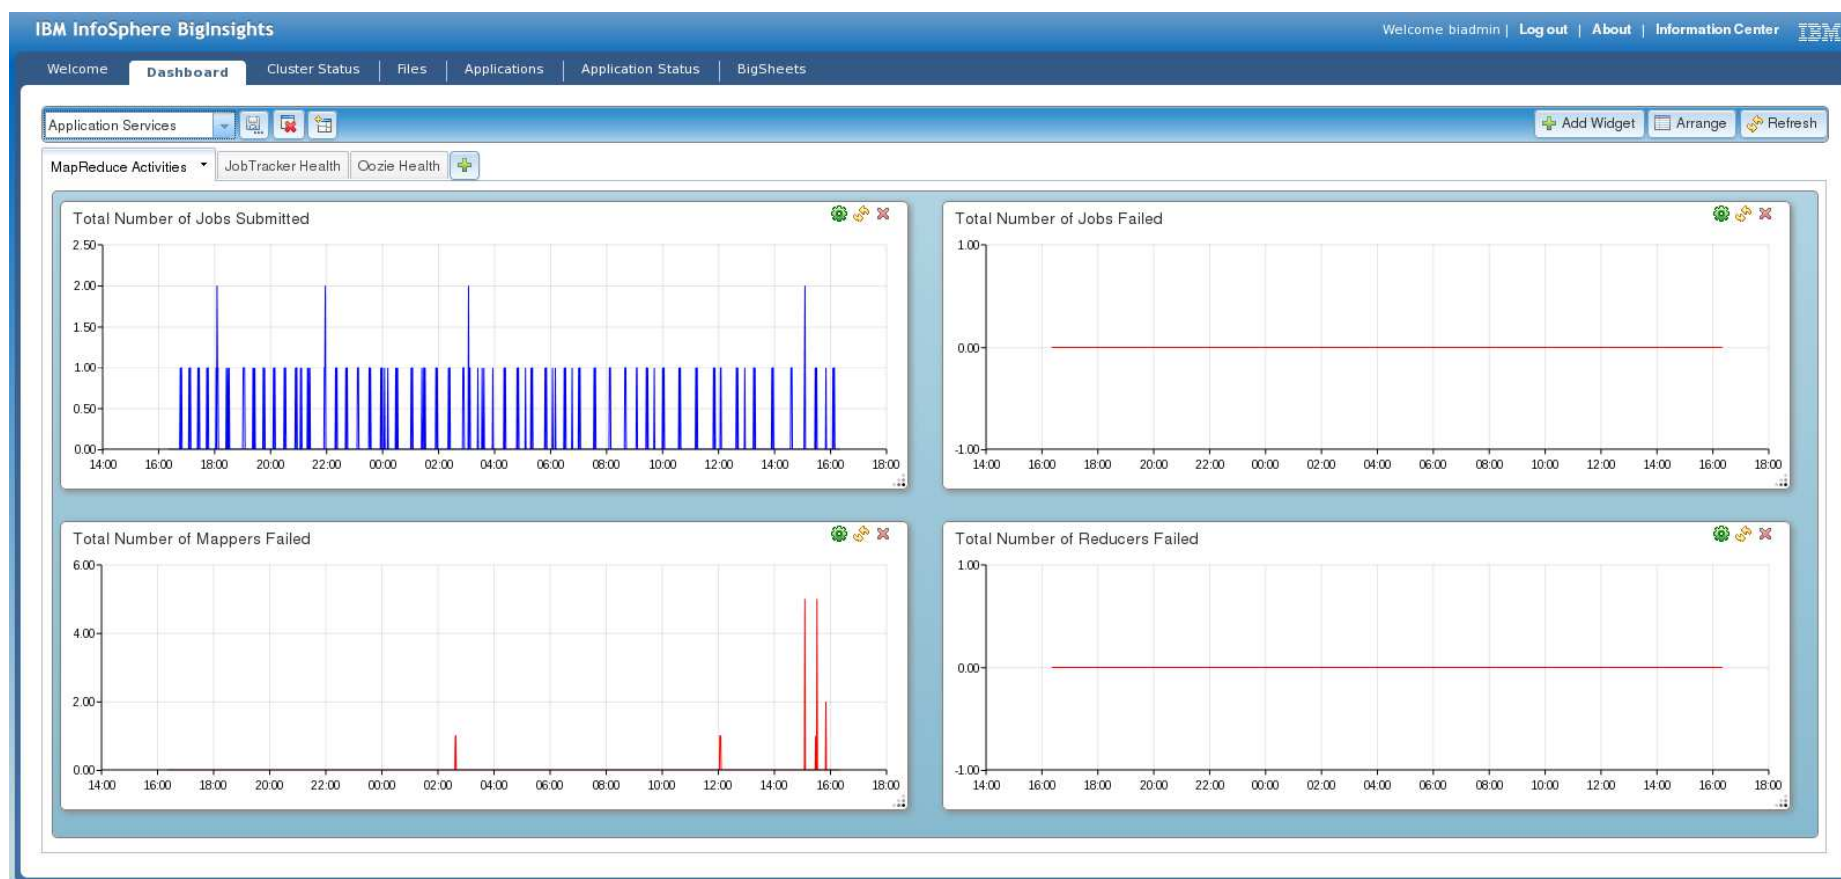 IBM InfoSphere BigInsights
Welcome biadmin | Log out | About | Information Center IBM
Welcome Dashboard Cluster Status Files Applications Application Status BigSheets
Application Services Add Widget Arrange Refresh
MapReduce Activities JobTracker Health Oozie Health
Total Number of Jobs Submitted
2.50
2.00
1.50
1.00
0.50
0.00
14:00 16:00 18:00 20:00 22:00 00:00 02:00 04:00 06:00 08:00 10:00 12:00 14:00 16:00 18:00
Total Number of Jobs Failed
1.00
0.00
-1.00
14:00 16:00 18:00 20:00 22:00 00:00 02:00 04:00 06:00 08:00 10:00 12:00 14:00 16:00 18:00
Total Number of Mappers Failed
6.00
4.00
2.00
0.00
14:00 16:00 18:00 20:00 22:00 00:00 02:00 04:00 06:00 08:00 10:00 12:00 14:00 16:00 18:00
Total Number of Reducers Failed
1.00
0.00
-1.00
14:00 16:00 18:00 20:00 22:00 00:00 02:00 04:00 06:00 08:00 10:00 12:00 14:00 16:00 18:00